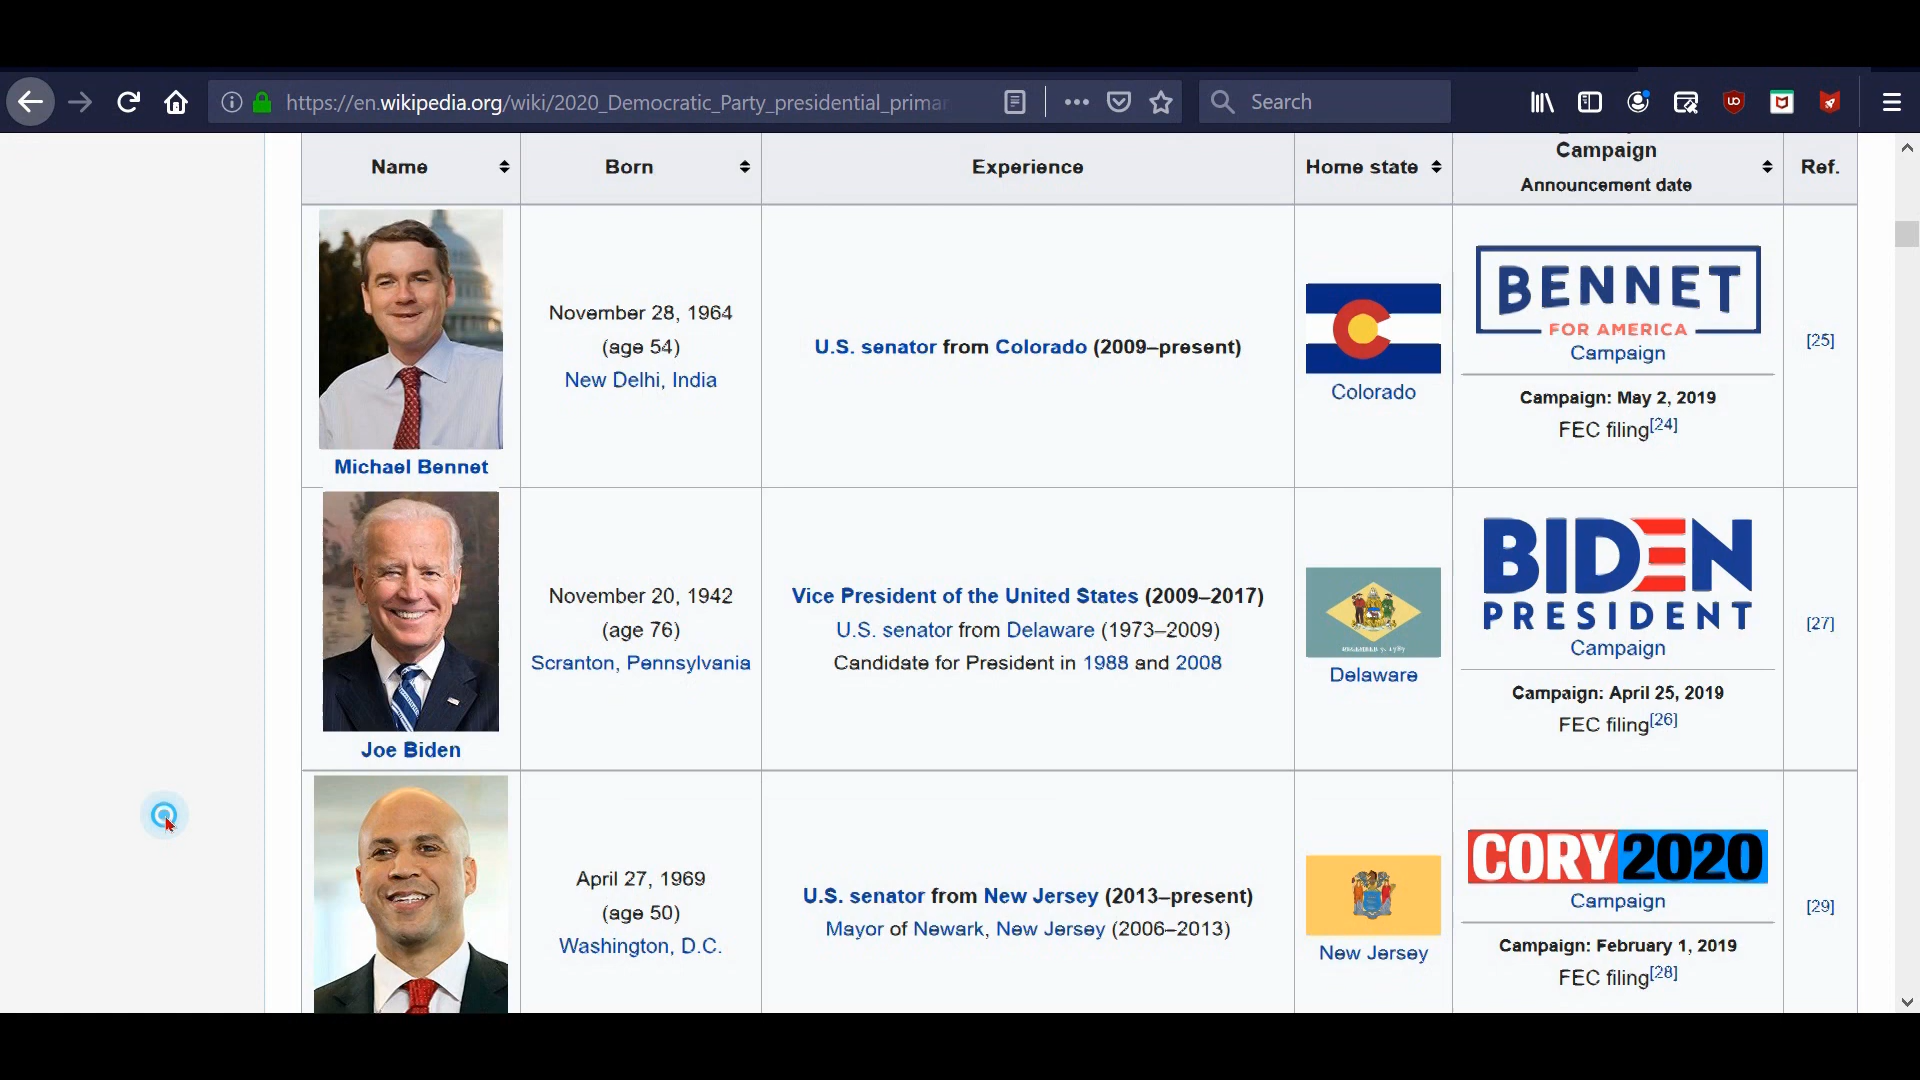 https://en.wikipedia.org/wiki/2020_Democratic_Party_presidential_primar
Search
Name
Born
Experience
Home state
Campaign
Announcement date
Ref.
November 28, 1964
(age 54)
New Delhi, India
U.S. senator from Colorado (2009–present)
Colorado
BENNET
FOR AMERICA
Campaign
Campaign: May 2, 2019
FEC filing[24]
[25]
Michael Bennet
November 20, 1942
(age 76)
Scranton, Pennsylvania
Vice President of the United States (2009–2017)
U.S. senator from Delaware (1973–2009)
Candidate for President in 1988 and 2008
DECEMBER 7, 1787
Delaware
BIDEN
PRESIDENT
Campaign
Campaign: April 25, 2019
FEC filing[26]
[27]
Joe Biden
April 27, 1969
(age 50)
Washington, D.C.
U.S. senator from New Jersey (2013–present)
Mayor of Newark, New Jersey (2006–2013)
New Jersey
CORY 2020
Campaign
Campaign: February 1, 2019
FEC filing[28]
[29]